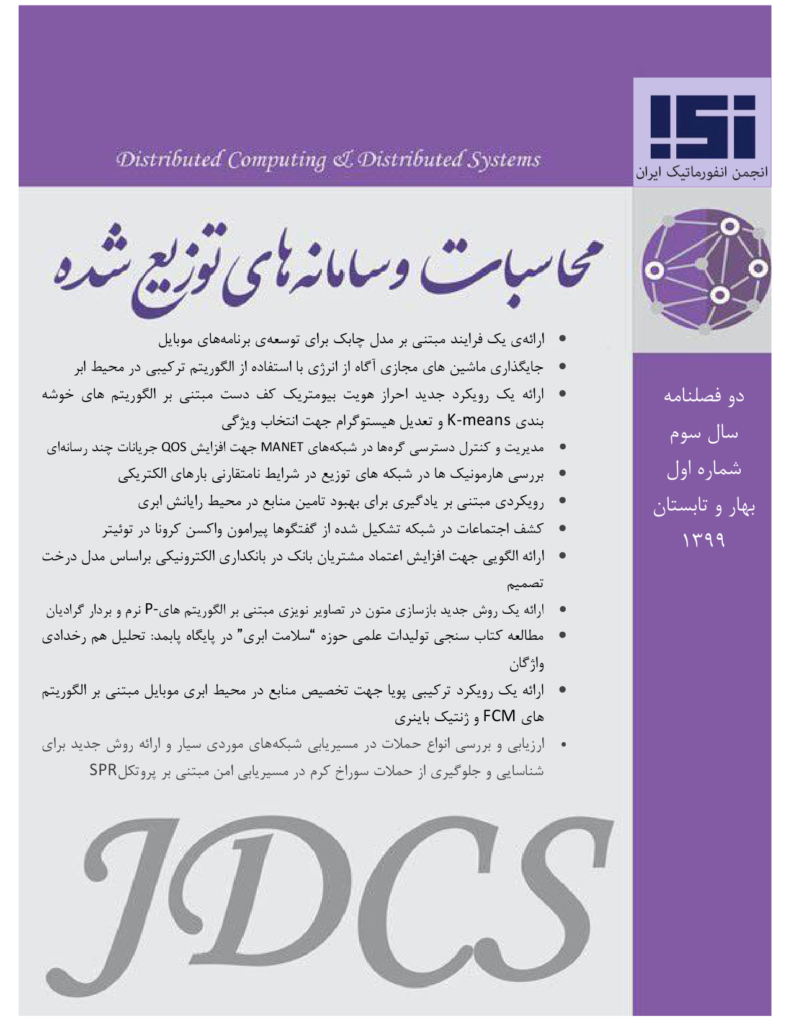 Distributed Computing & Distributed Systems
انجمن انفورماتیک ایران
محاسبات و سامانه های توزیع شده
• ارائه‌ی یک فرایند مبتنی بر مدل چابک برای توسعه‌ی برنامه‌های موبایل
• جایگذاری ماشین های مجازی آگاه از انرژی با استفاده از الگوریتم ترکیبی در محیط ابر
• ارائه یک رویکرد جدید احراز هویت بیومتریک کف دست مبتنی بر الگوریتم های خوشه
بندی K-means و تعدیل هیستوگرام جهت انتخاب ویژگی
• مدیریت و کنترل دسترسی گره‌ها در شبکه‌های MANET جهت افزایش QOS جریانات چند رسانه‌ای
• بررسی هارمونیک ها در شبکه های توزیع در شرایط نامتقارنی بارهای الکتریکی
• رویکردی مبتنی بر یادگیری برای بهبود تامین منابع در محیط رایانش ابری
• کشف اجتماعات در شبکه تشکیل شده از گفتگوها پیرامون واکسن کرونا در توئیتر
• ارائه الگویی جهت افزایش اعتماد مشتریان بانک در بانکداری الکترونیکی براساس مدل درخت
تصمیم
• ارائه یک روش جدید بازسازی متون در تصاویر نویزی مبتنی بر الگوریتم های-P نرم و بردار گرادیان
• مطالعه کتاب سنجی تولیدات علمی حوزه “سلامت ابری” در پایگاه پابمد: تحلیل هم رخدادی
واژگان
• ارائه یک رویکرد ترکیبی پویا جهت تخصیص منابع در محیط ابری موبایل مبتنی بر الگوریتم
های FCM و ژنتیک باینری
• ارزیابی و بررسی انواع حملات در مسیریابی شبکه‌های موردی سیار و ارائه روش جدید برای
شناسایی و جلوگیری از حملات سوراخ کرم در مسیریابی امن مبتنی بر پروتکلSPR
دو فصلنامه
سال سوم
شماره اول
بهار و تابستان
۱۳۹۹
JDCS